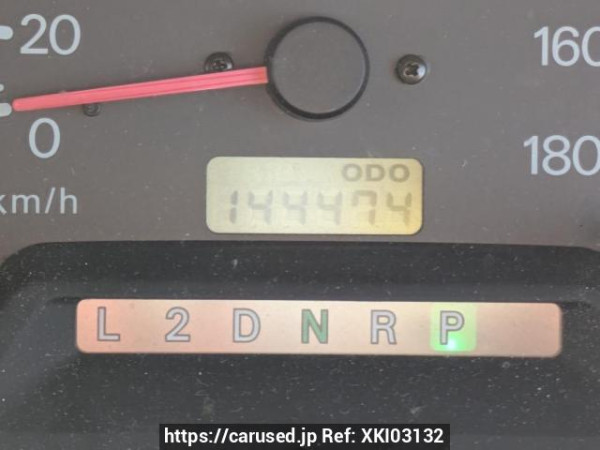 20
160
0
180
km/h
ODO
144474
L 2 D N R P
https://carused.jp Ref: XKI03132